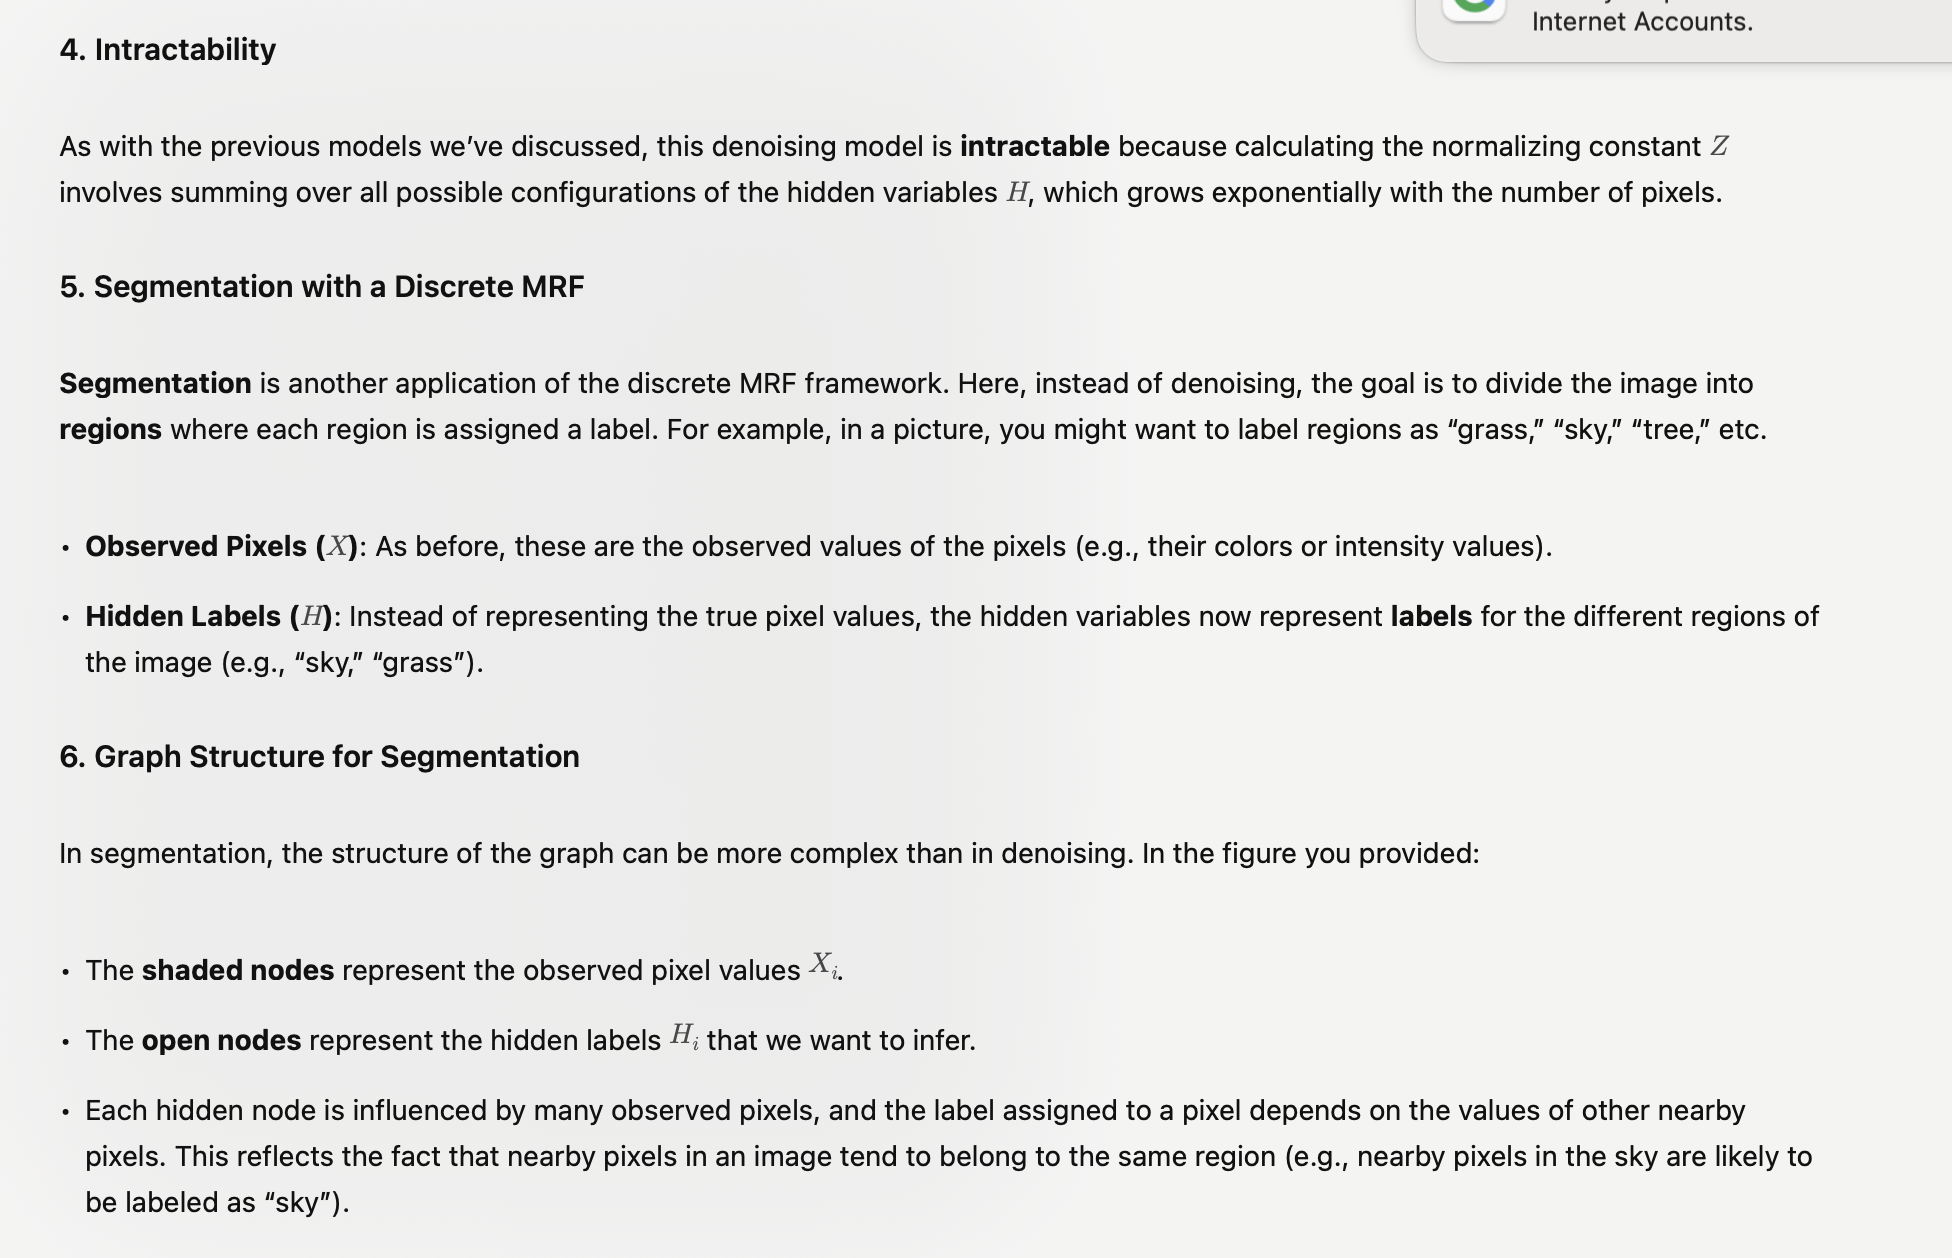 Internet Accounts.
4. Intractability
As with the previous models we’ve discussed, this denoising model is intractable because calculating the normalizing constant Z
involves summing over all possible configurations of the hidden variables H, which grows exponentially with the number of pixels.
5. Segmentation with a Discrete MRF
Segmentation is another application of the discrete MRF framework. Here, instead of denoising, the goal is to divide the image into
regions where each region is assigned a label. For example, in a picture, you might want to label regions as “grass,” “sky,” “tree,” etc.
• Observed Pixels (X): As before, these are the observed values of the pixels (e.g., their colors or intensity values).
• Hidden Labels (H): Instead of representing the true pixel values, the hidden variables now represent labels for the different regions of
the image (e.g., “sky,” “grass”).
6. Graph Structure for Segmentation
In segmentation, the structure of the graph can be more complex than in denoising. In the figure you provided:
• The shaded nodes represent the observed pixel values X_i.
• The open nodes represent the hidden labels H_i that we want to infer.
• Each hidden node is influenced by many observed pixels, and the label assigned to a pixel depends on the values of other nearby
pixels. This reflects the fact that nearby pixels in an image tend to belong to the same region (e.g., nearby pixels in the sky are likely to
be labeled as “sky”).